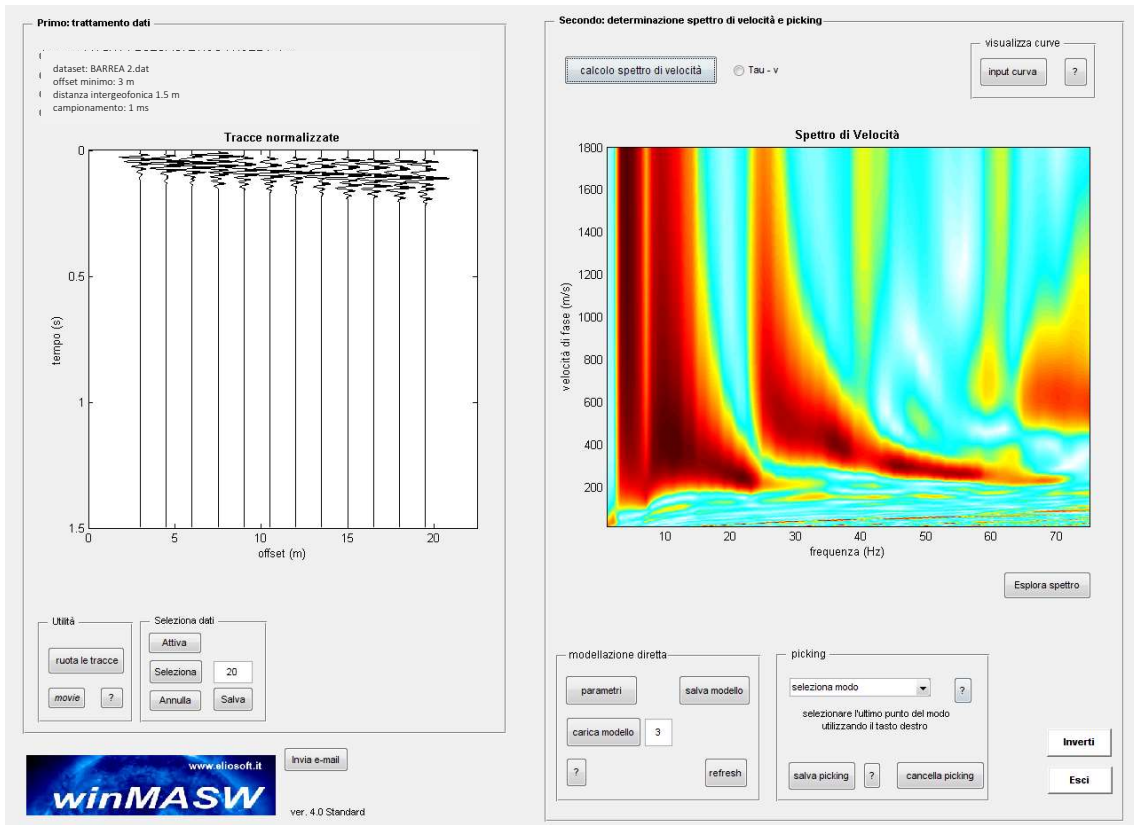 Primo: trattamento dati
dataset: BARREA 2.dat
offset minimo: 3 m
distanza intergeofonica 1.5 m
campionamento: 1 ms
Tracce normalizzate
0
0.5
1
1.5
tempo (s)
0
5
10
15
20
offset (m)
Utilità
ruota le tracce
movie
?
Seleziona dati
Attiva
Seleziona
20
Annulla
Salva
www.eliosoft.it
winMASW
Invia e-mail
ver. 4.0 Standard
Secondo: determinazione spettro di velocità e picking
calcolo spettro di velocità
Tau - v
visualizza curve
input curva
?
Spettro di Velocità
1800
1600
1400
1200
1000
800
600
400
200
velocità di fase (m/s)
10
20
30
40
50
60
70
frequenza (Hz)
Esplora spettro
modellazione diretta
parametri
salva modello
carica modello
3
?
refresh
picking
seleziona modo
?
selezionare l'ultimo punto del modo
utilizzando il tasto destro
salva picking
?
cancella picking
Inverti
Esci